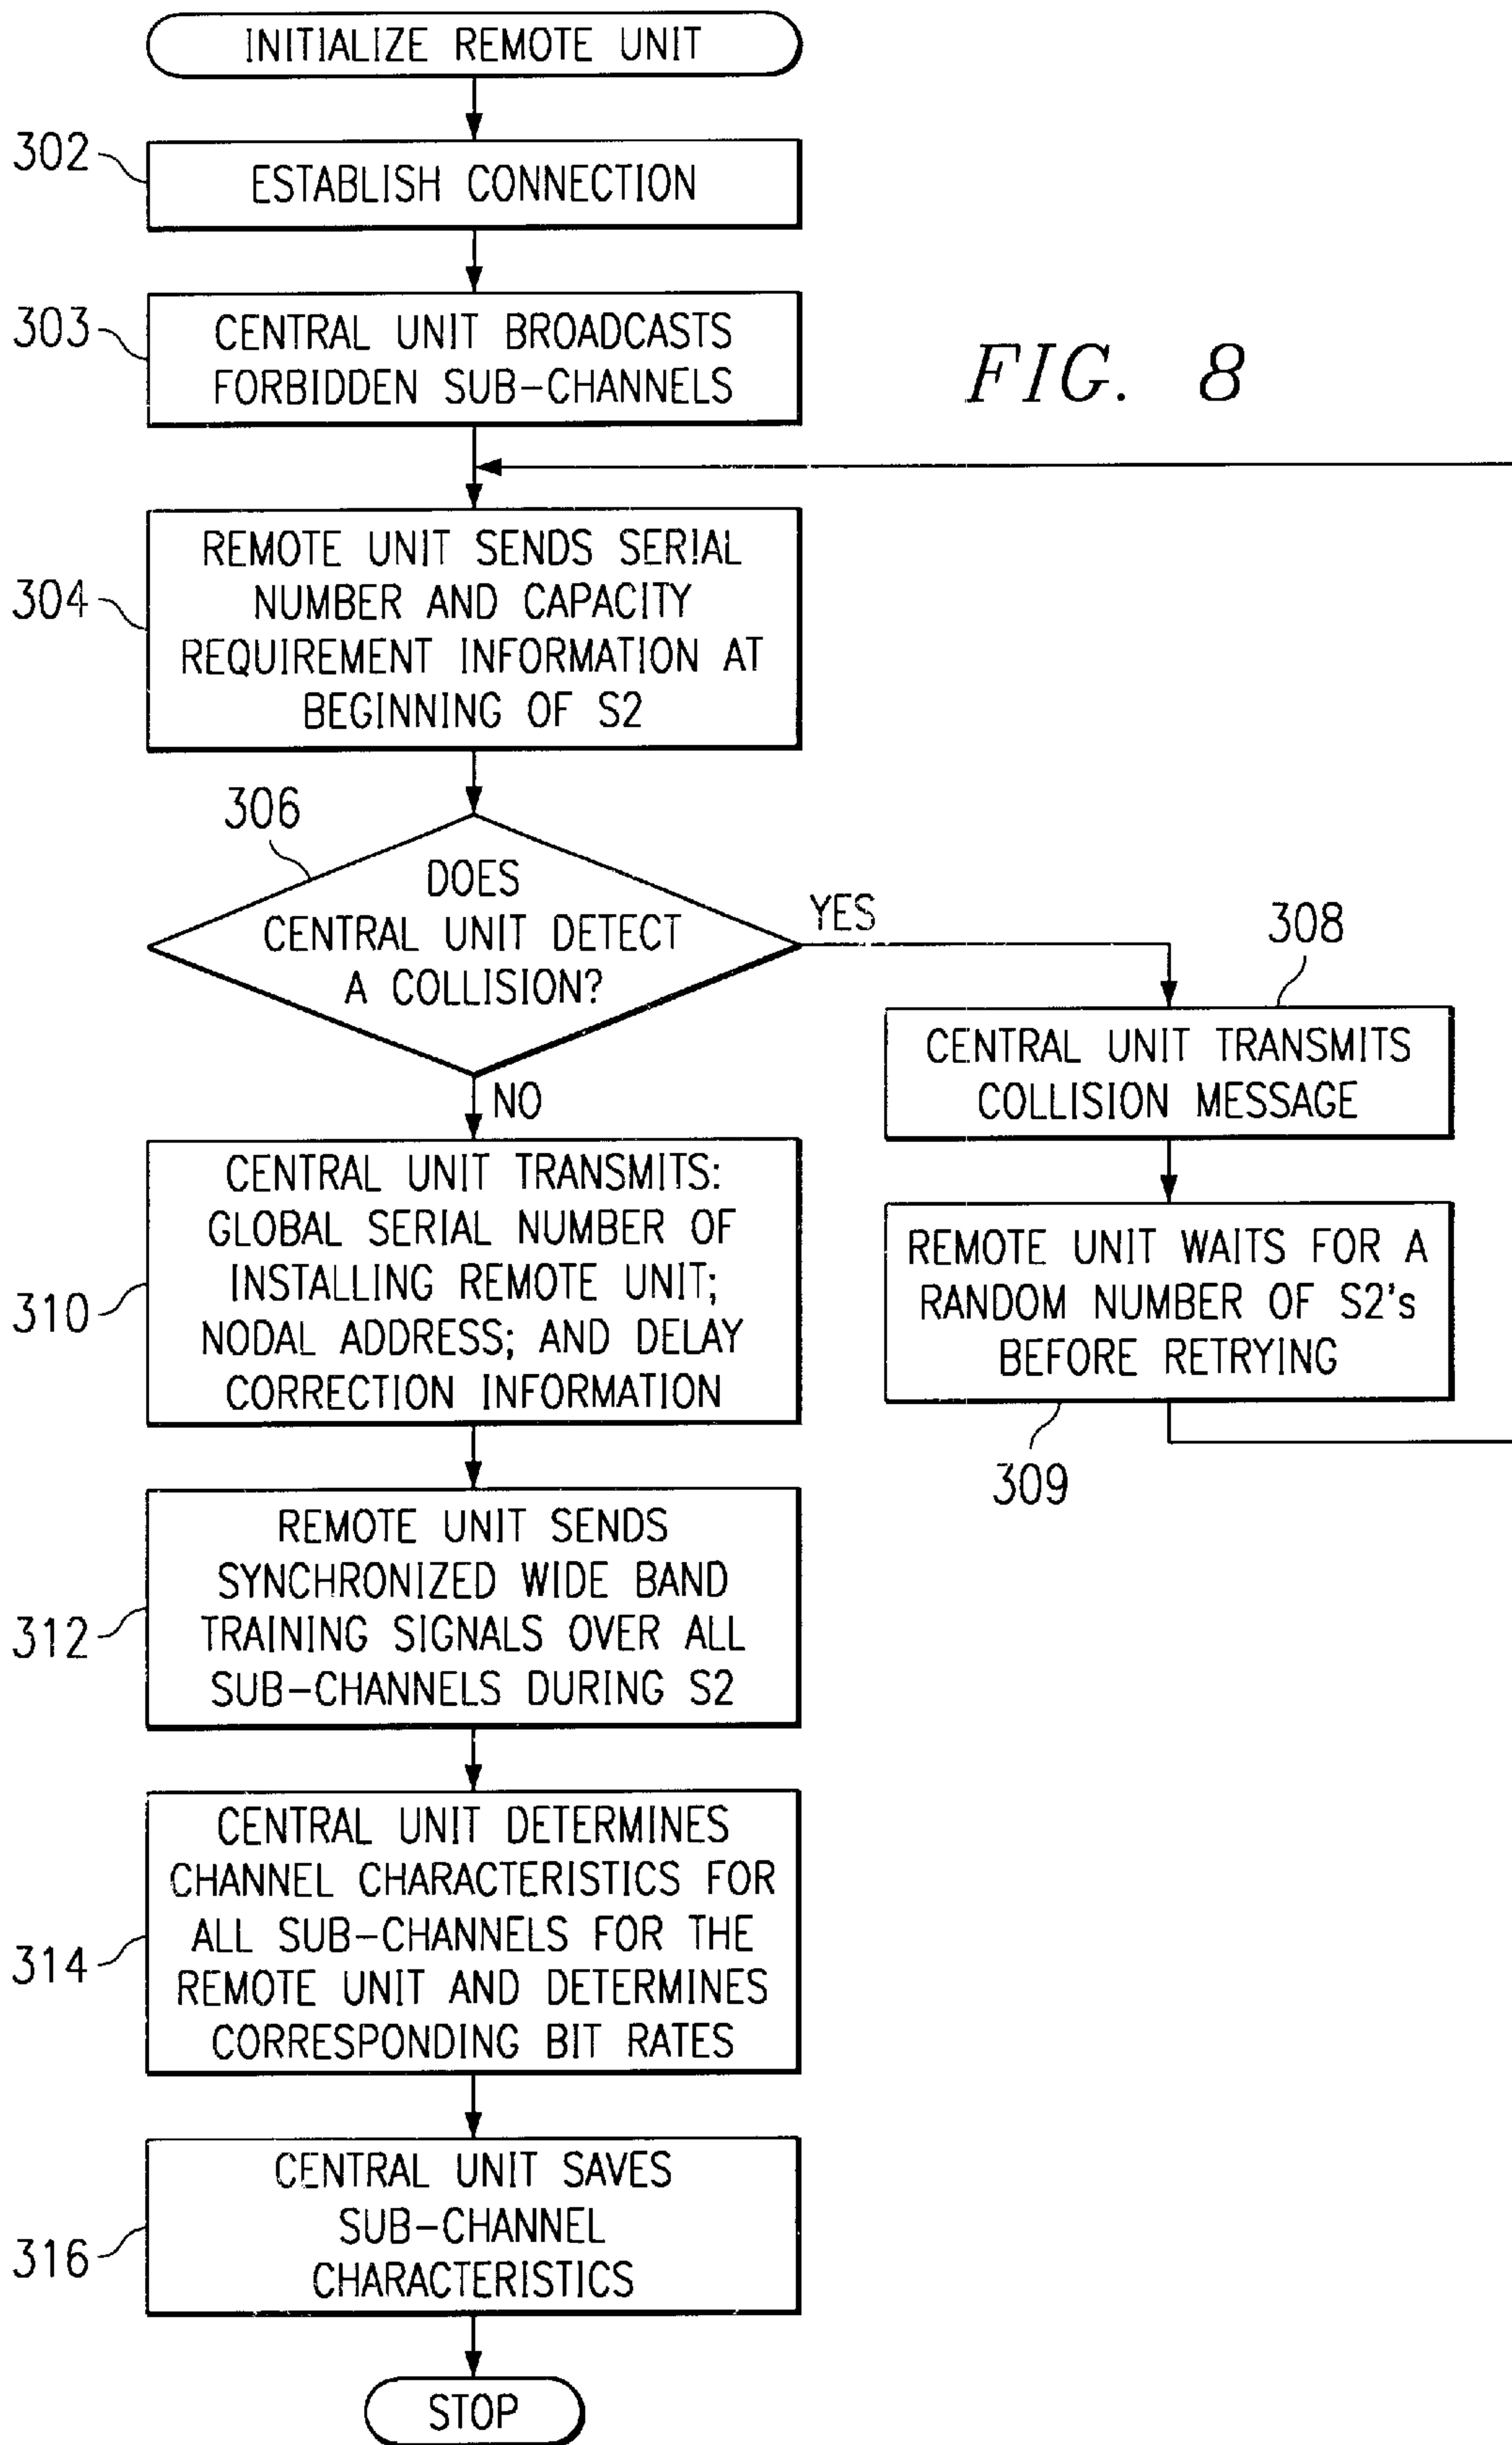 INITIALIZE REMOTE UNIT
302
ESTABLISH CONNECTION
303
CENTRAL UNIT BROADCASTS
FORBIDDEN SUB-CHANNELS
FIG. 8
304
REMOTE UNIT SENDS SERIAL
NUMBER AND CAPACITY
REQUIREMENT INFORMATION AT
BEGINNING OF S2
306
DOES
CENTRAL UNIT DETECT
A COLLISION?
YES
308
CENTRAL UNIT TRANSMITS
COLLISION MESSAGE
REMOTE UNIT WAITS FOR A
RANDOM NUMBER OF S2's
BEFORE RETRYING
309
NO
310
CENTRAL UNIT TRANSMITS:
GLOBAL SERIAL NUMBER OF
INSTALLING REMOTE UNIT;
NODAL ADDRESS; AND DELAY
CORRECTION INFORMATION
312
REMOTE UNIT SENDS
SYNCHRONIZED WIDE BAND
TRAINING SIGNALS OVER ALL
SUB-CHANNELS DURING S2
314
CENTRAL UNIT DETERMINES
CHANNEL CHARACTERISTICS FOR
ALL SUB-CHANNELS FOR THE
REMOTE UNIT AND DETERMINES
CORRESPONDING BIT RATES
316
CENTRAL UNIT SAVES
SUB-CHANNEL
CHARACTERISTICS
STOP